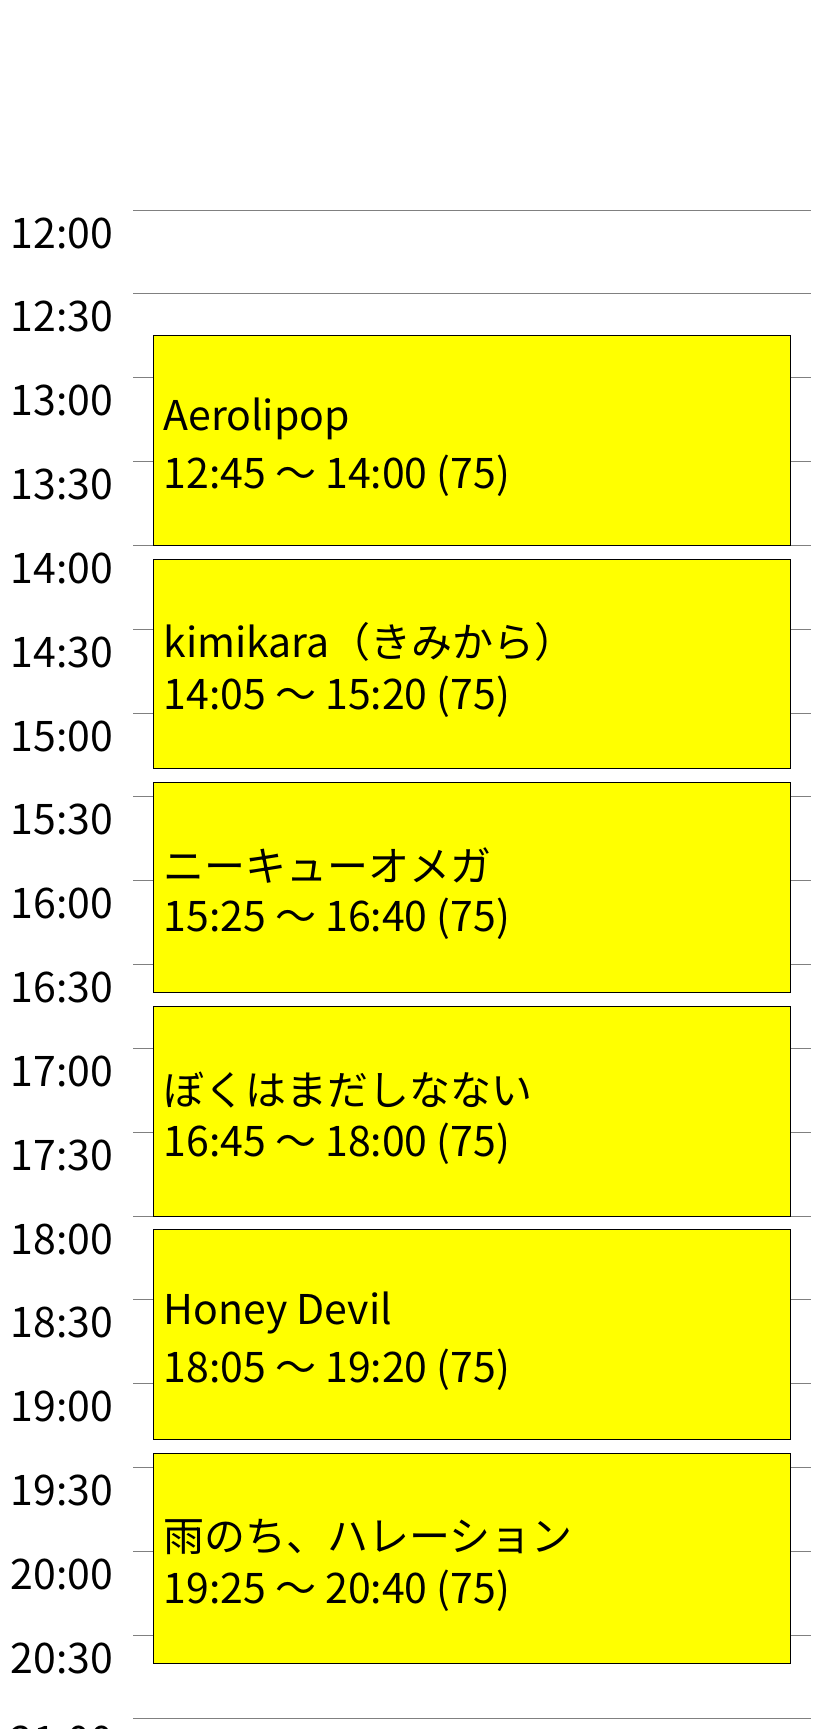 12:00
12:30
13:00
Aerolipop
12:45 ～ 14:00 (75)
13:30
14:00
kimikara（きみから）
14:30
14:05 ～ 15:20 (75)
15:00
15:30
ニーキューオメガ
16:00
15:25 ～ 16:40 (75)
16:30
17:00
ぼくはまだしなない
16:45 ～ 18:00 (75)
17:30
18:00
Honey Devil
18:30
18:05 ～ 19:20 (75)
19:00
19:30
雨のち、ハレーション
20:00
19:25 ～ 20:40 (75)
20:30